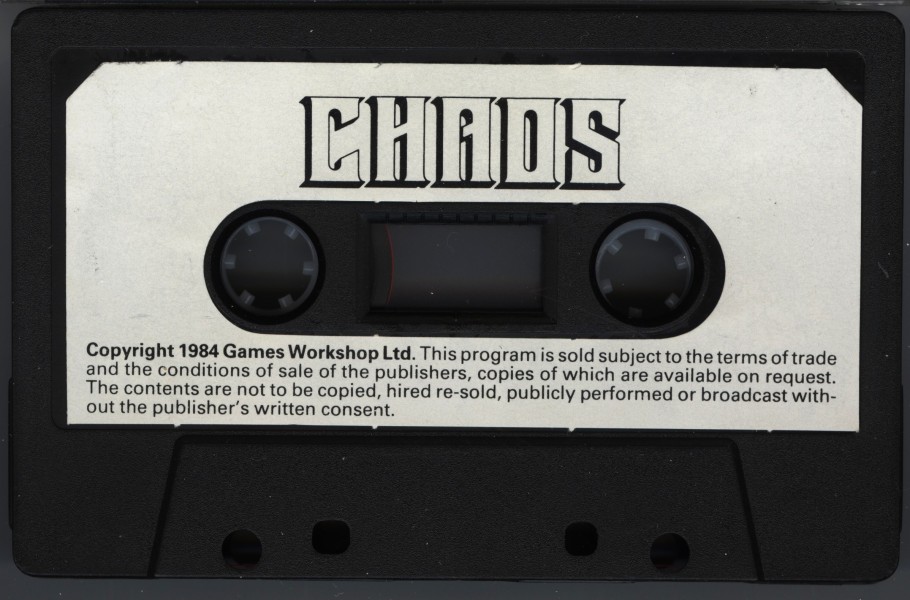 CHAOS
Copyright 1984 Games Workshop Ltd. This program is sold subject to the terms of trade
and the conditions of sale of the publishers, copies of which are available on request.
The contents are not to be copied, hired re-sold, publicly performed or broadcast with-
out the publisher's written consent.